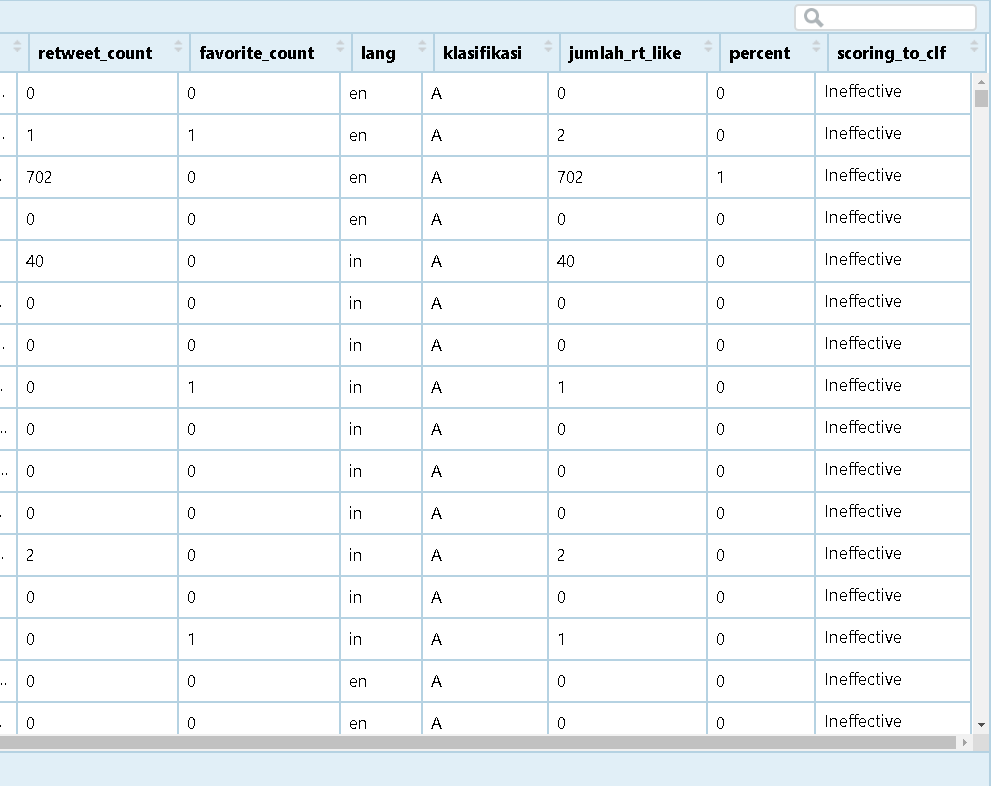 retweet_count favorite_count lang klasifikasi jumlah_rt_like percent scoring_to_clf
. 0 0 en A 0 0 Ineffective
. 1 1 en A 2 0 Ineffective
. 702 0 en A 702 1 Ineffective
0 0 en A 0 0 Ineffective
40 0 in A 40 0 Ineffective
. 0 0 in A 0 0 Ineffective
. 0 0 in A 0 0 Ineffective
. 0 1 in A 1 0 Ineffective
.. 0 0 in A 0 0 Ineffective
.. 0 0 in A 0 0 Ineffective
. 0 0 in A 0 0 Ineffective
. 2 0 in A 2 0 Ineffective
0 0 in A 0 0 Ineffective
0 1 in A 1 0 Ineffective
.. 0 0 en A 0 0 Ineffective
. 0 0 en A 0 0 Ineffective